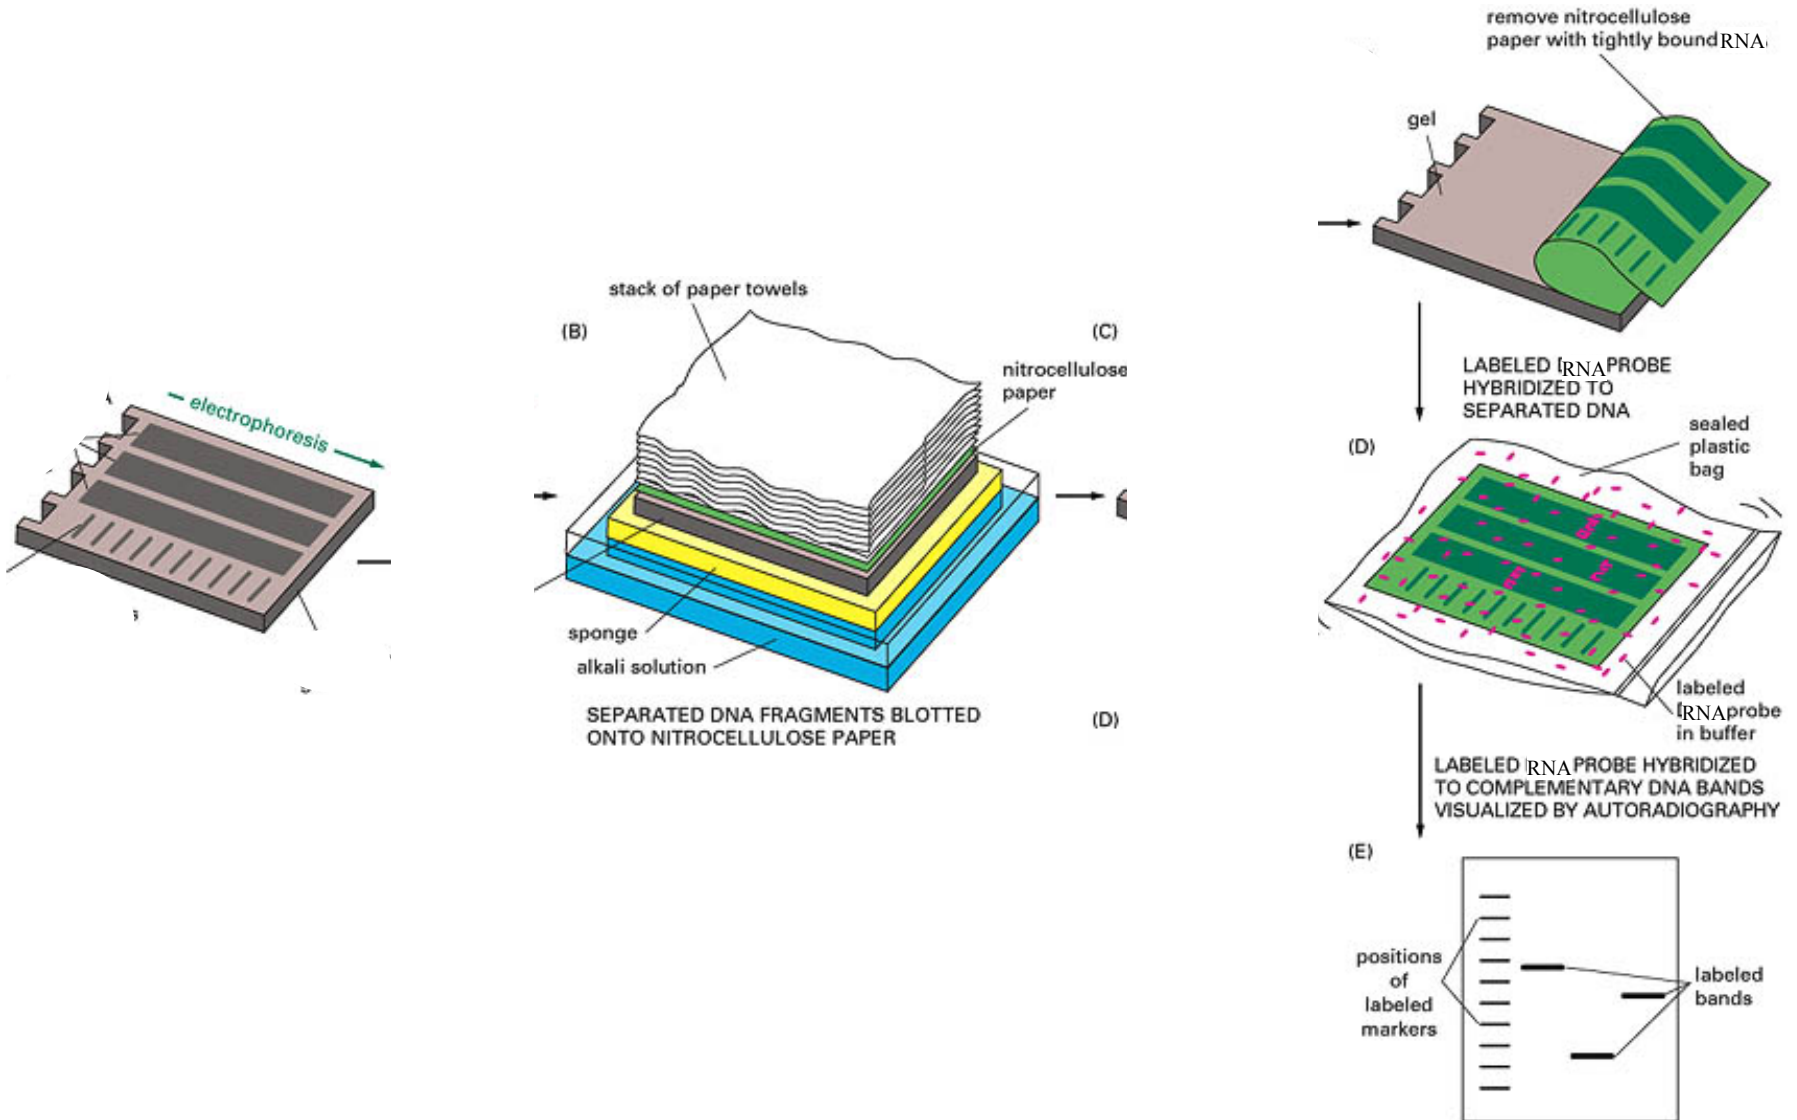 electrophoresis
(B)
stack of paper towels
(C)
nitrocellulose
paper
sponge
alkali solution
SEPARATED DNA FRAGMENTS BLOTTED
ONTO NITROCELLULOSE PAPER
(D)
remove nitrocellulose
paper with tightly bound RNA
gel
LABELED RNA PROBE
HYBRIDIZED TO
SEPARATED DNA
(D)
sealed
plastic
bag
labeled
RNA probe
in buffer
LABELED RNA PROBE HYBRIDIZED
TO COMPLEMENTARY DNA BANDS
VISUALIZED BY AUTORADIOGRAPHY
(E)
positions
of
labeled
markers
labeled
bands